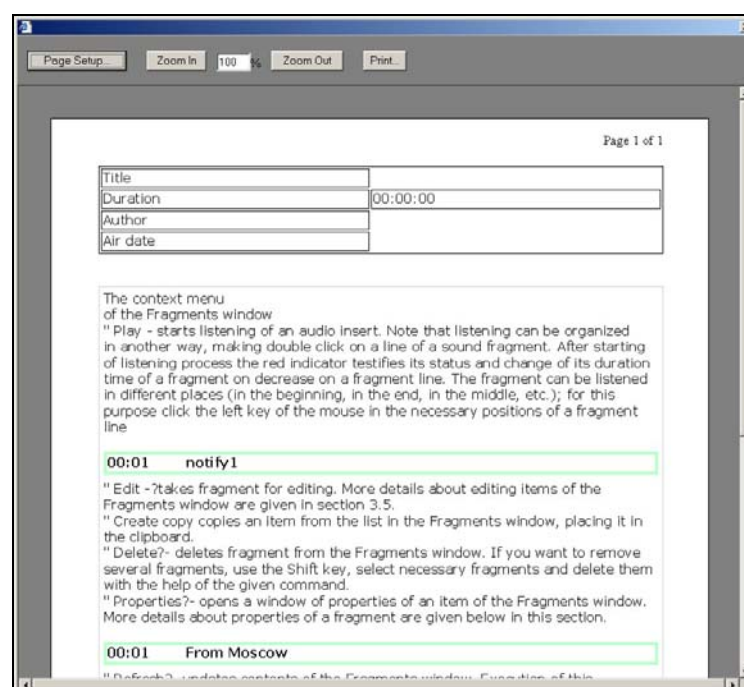 Page Setup... Zoom In 100 % Zoom Out Print...
Page 1 of 1
Title
Duration 00:00:00
Author
Air date
The context menu
of the Fragments window
" Play - starts listening of an audio insert. Note that listening can be organized
in another way, making double click on a line of a sound fragment. After starting
of listening process the red indicator testifies its status and change of its duration
time of a fragment on decrease on a fragment line. The fragment can be listened
in different places (in the beginning, in the end, in the middle, etc.); for this
purpose click the left key of the mouse in the necessary positions of a fragment
line
00:01 notify1
" Edit -?takes fragment for editing. More details about editing items of the
Fragments window are given in section 3.5.
" Create copy copies an item from the list in the Fragments window, placing it in
the clipboard.
" Delete?- deletes fragment from the Fragments window. If you want to remove
several fragments, use the Shift key, select necessary fragments and delete them
with the help of the given command.
" Properties?- opens a window of properties of an item of the Fragments window.
More details about properties of a fragment are given below in this section.
00:01 From Moscow
" Refresh?- updates contents of the Fragments window. Execution of this